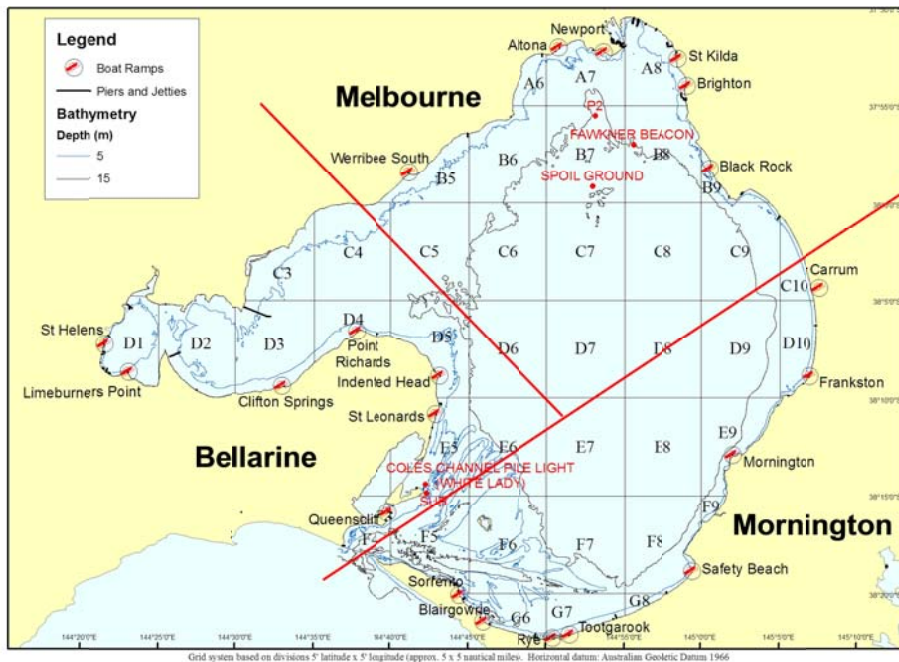 Legend
Boat Ramps
Piers and Jetties
Bathymetry
Depth (m)
5
15
Newport
Altona
St Kilda
A6
A7
A8
Brighton
Melbourne
37°55'0"S
P2
FAWKNER BEACON
Werribee South
B5
B6
B7
B8
Black Rock
SPOIL GROUND
B9
C3
C4
C5
C6
C7
C8
C9
Carrum
C10
38°5'0"S
St Helens
D1
D2
D3
D4
Point
Richards
D5
D6
D7
D8
D9
D10
Limeburners Point
Clifton Springs
Indented Head
Frankston
38°10'0"S
St Leonards
Bellarine
E5
E6
E7
E8
E9
Mornington
COLES CHANNEL PILE LIGHT
(WHITE LADY)
38°15'0"S
Queenscliff
F5
F6
F7
F8
F9
Mornington
Safety Beach
Sorrento
38°20'0"S
Blairgowrie
G6
G7
G8
Rye
Tootgarook
144°20'0"E
144°25'0"E
144°30'0"E
144°35'0"E
144°40'0"E
144°45'0"E
144°50'0"E
144°55'0"E
145°0'0"E
145°5'0"E
145°10'0"E
Grid system based on divisions 5' latitude x 5' longitude (approx. 5 x 5 nautical miles. Horizontal datum: Australian Geodetic Datum 1966